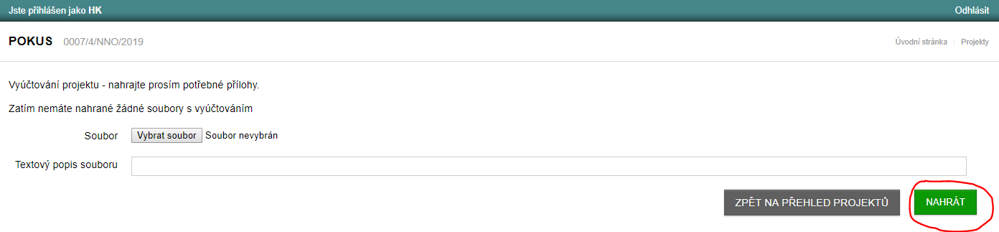 Jste přihlášen jako HK Odhlásit
POKUS 0007/4/NNO/2019 Úvodní stránka › Projekty
Vyúčtování projektu - nahrajte prosím potřebné přílohy.
Zatím nemáte nahrané žádné soubory s vyúčtováním
Soubor Vybrat soubor Soubor nevybrán
Textový popis souboru
ZPĚT NA PŘEHLED PROJEKTŮ NAHRÁT